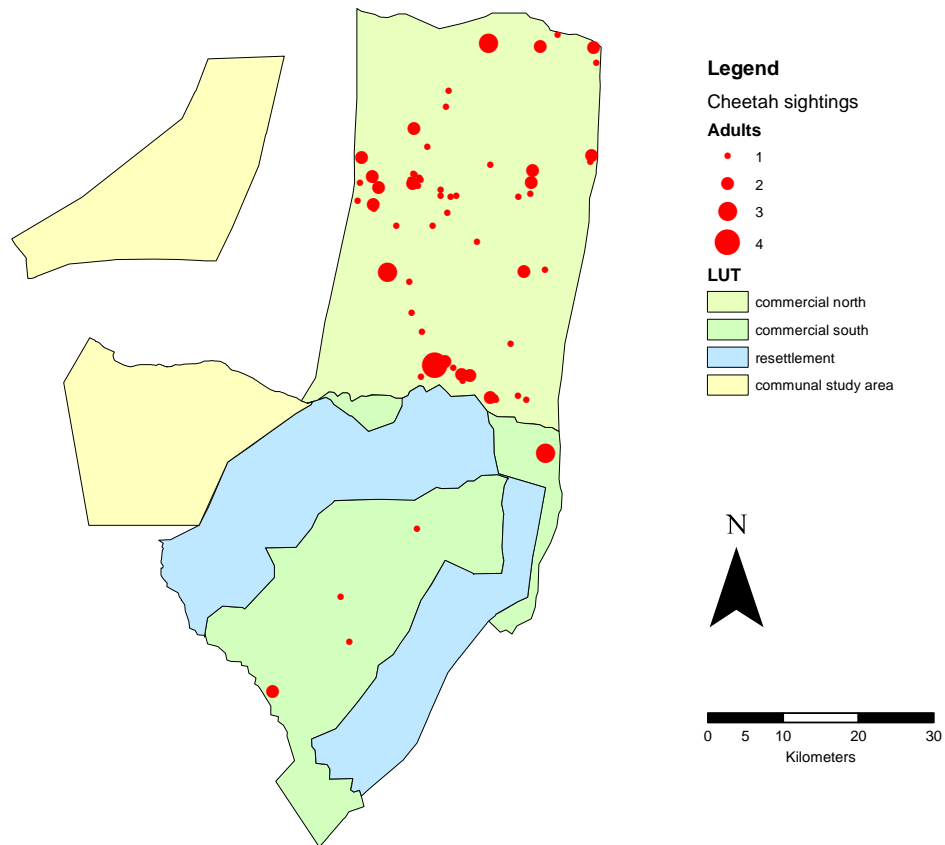 Legend
Cheetah sightings
Adults
1
2
3
4
LUT
commercial north
commercial south
resettlement
communal study area
N
0 5 10 20 30
Kilometers